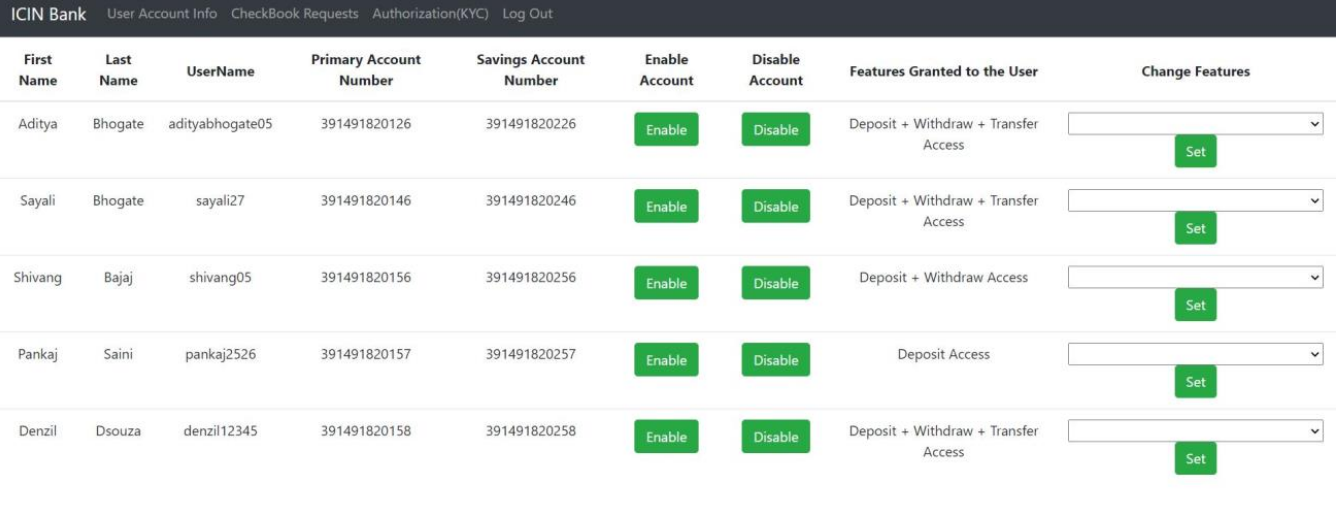 ICIN Bank User Account Info CheckBook Requests Authorization(KYC) Log Out
First Name Last Name UserName Primary Account Number Savings Account Number Enable Account Disable Account Features Granted to the User Change Features
Aditya Bhogate adityabhogate05 391491820126 391491820226 Enable Disable Deposit + Withdraw + Transfer Access Set
Sayali Bhogate sayali27 391491820146 391491820246 Enable Disable Deposit + Withdraw + Transfer Access Set
Shivang Bajaj shivang05 391491820156 391491820256 Enable Disable Deposit + Withdraw Access Set
Pankaj Saini pankaj2526 391491820157 391491820257 Enable Disable Deposit Access Set
Denzil Dsouza denzil12345 391491820158 391491820258 Enable Disable Deposit + Withdraw + Transfer Access Set